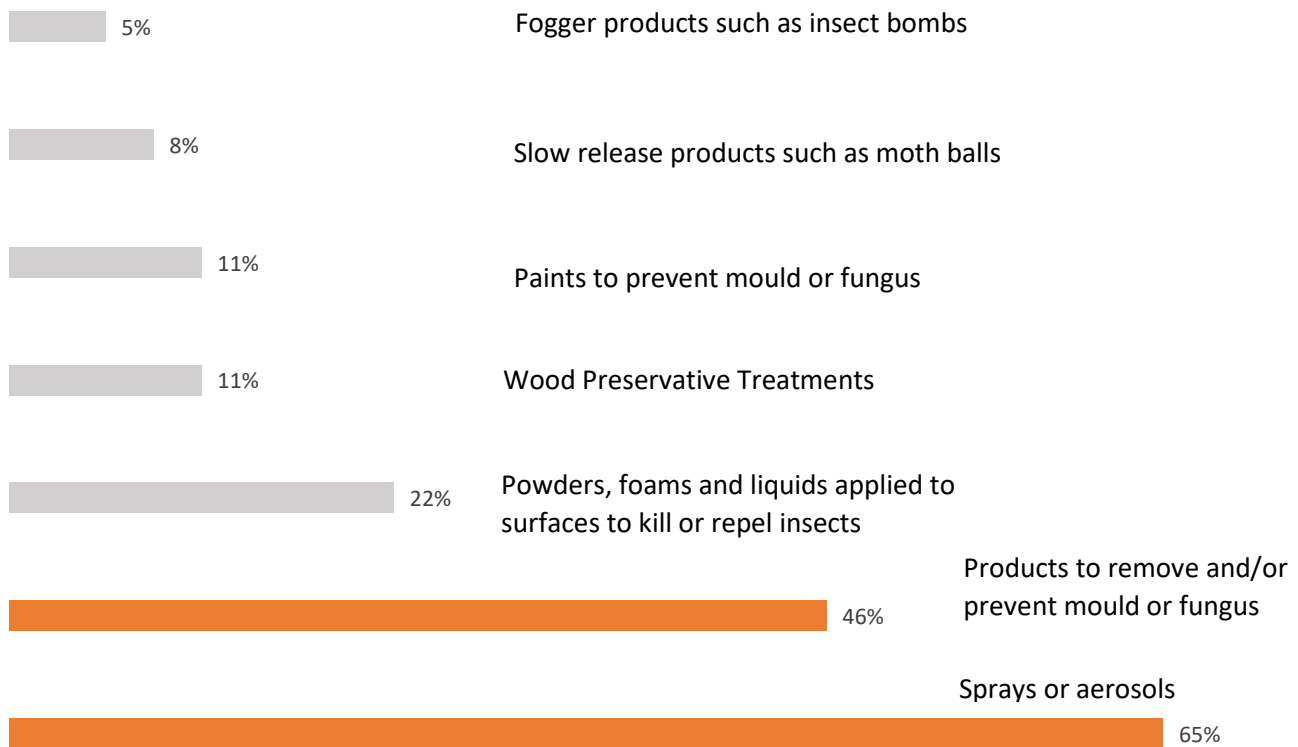 5% Fogger products such as insect bombs
8% Slow release products such as moth balls
11% Paints to prevent mould or fungus
11% Wood Preservative Treatments
22% Powders, foams and liquids applied to
surfaces to kill or repel insects
Products to remove and/or
prevent mould or fungus
46%
Sprays or aerosols
65%